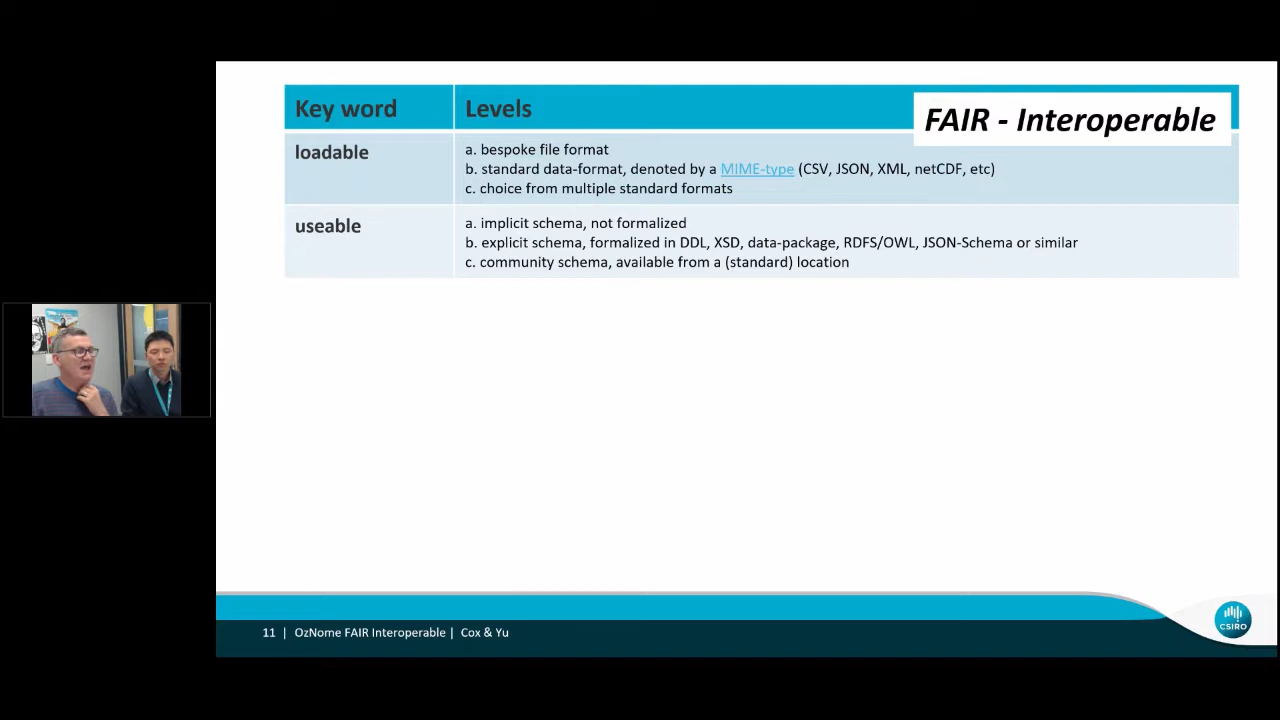 Key word
Levels
FAIR - Interoperable
loadable
a. bespoke file format
b. standard data-format, denoted by a MIME-type (CSV, JSON, XML, netCDF, etc)
c. choice from multiple standard formats
useable
a. implicit schema, not formalized
b. explicit schema, formalized in DDL, XSD, data-package, RDFS/OWL, JSON-Schema or similar
c. community schema, available from a (standard) location
11 | OzNome FAIR Interoperable | Cox & Yu
CSIRO